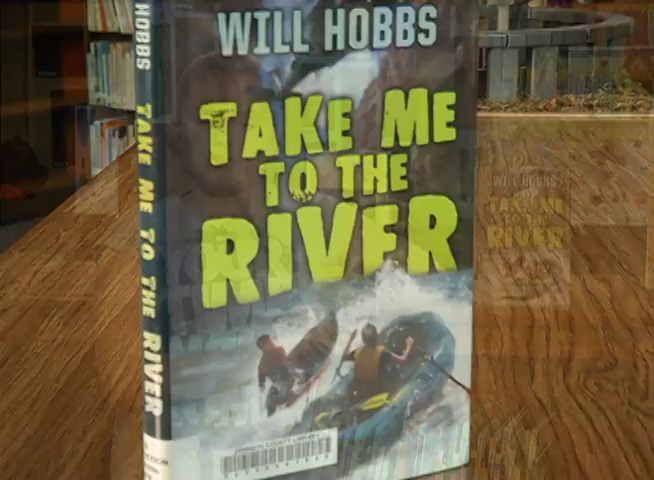 WILL HOBBS
TAKE ME
TO THE
RIVER
HOBBS TAKE ME TO THE RIVER
WILL HOBBS
TAKE ME
TO THE
RIVER